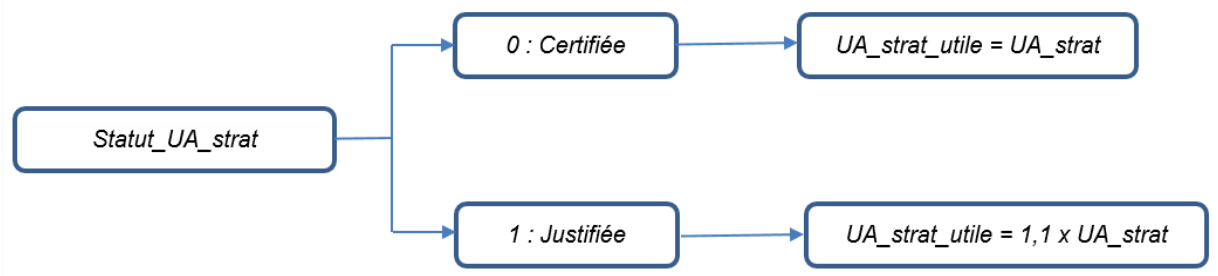 0 : Certifiée
UA_strat_utile = UA_strat
Statut_UA_strat
1 : Justifiée
UA_strat_utile = 1,1 x UA_strat